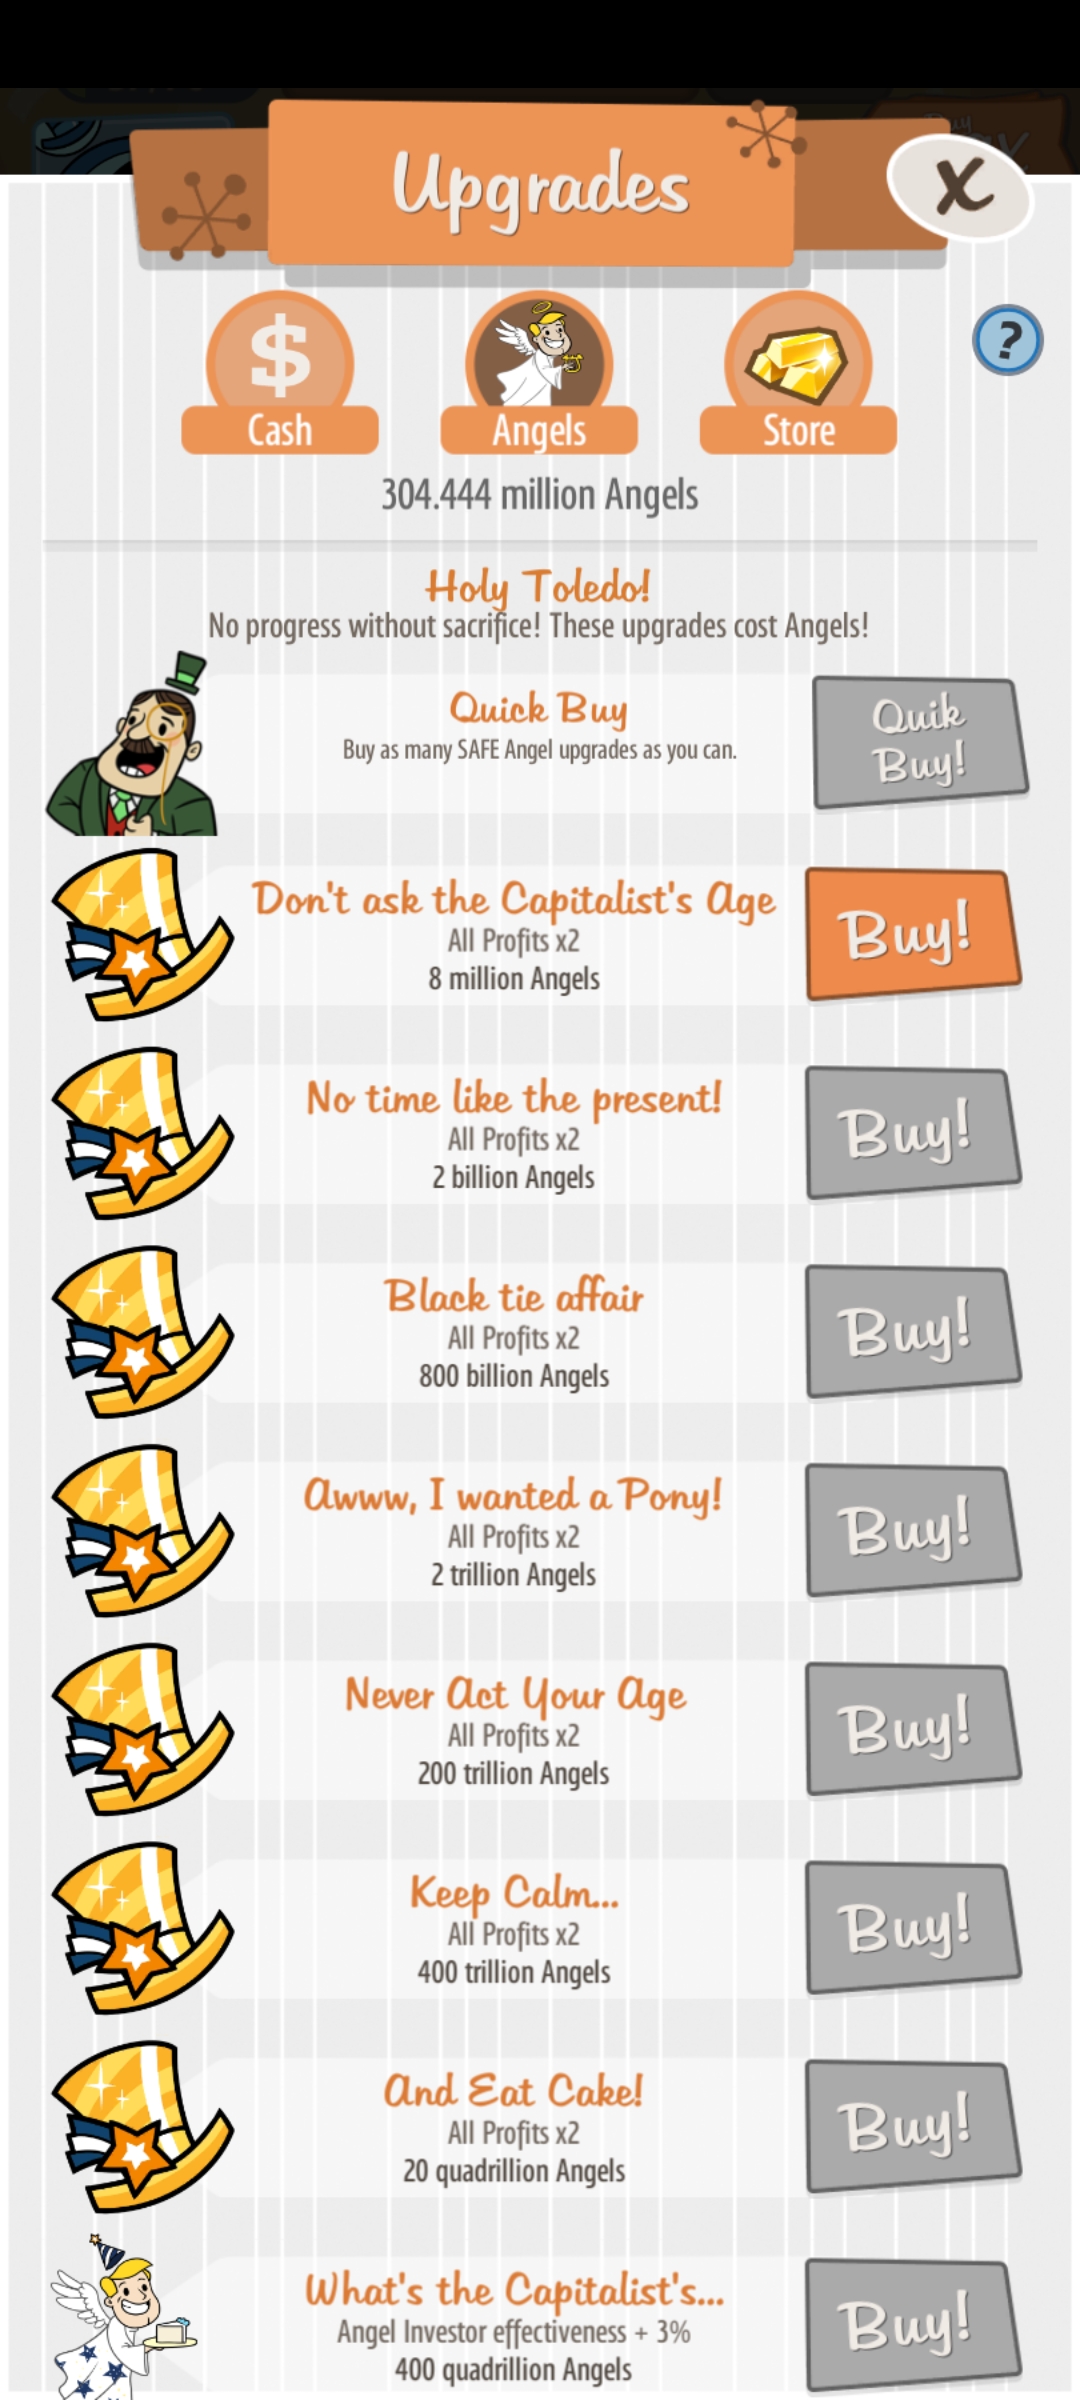 Buy
Upgrades
X
$
Cash
Angels
Store
?
304.444 million Angels
Holy Toledo!
No progress without sacrifice! These upgrades cost Angels!
Quick Buy
Buy as many SAFE Angel upgrades as you can.
Quik
Buy!
Don't ask the Capitalist's Age
All Profits x2
8 million Angels
Buy!
No time like the present!
All Profits x2
2 billion Angels
Buy!
Black tie affair
All Profits x2
800 billion Angels
Buy!
Awww, I wanted a Pony!
All Profits x2
2 trillion Angels
Buy!
Never Act Your Age
All Profits x2
200 trillion Angels
Buy!
Keep Calm...
All Profits x2
400 trillion Angels
Buy!
And Eat Cake!
All Profits x2
20 quadrillion Angels
Buy!
What's the Capitalist's...
Angel Investor effectiveness + 3%
400 quadrillion Angels
Buy!